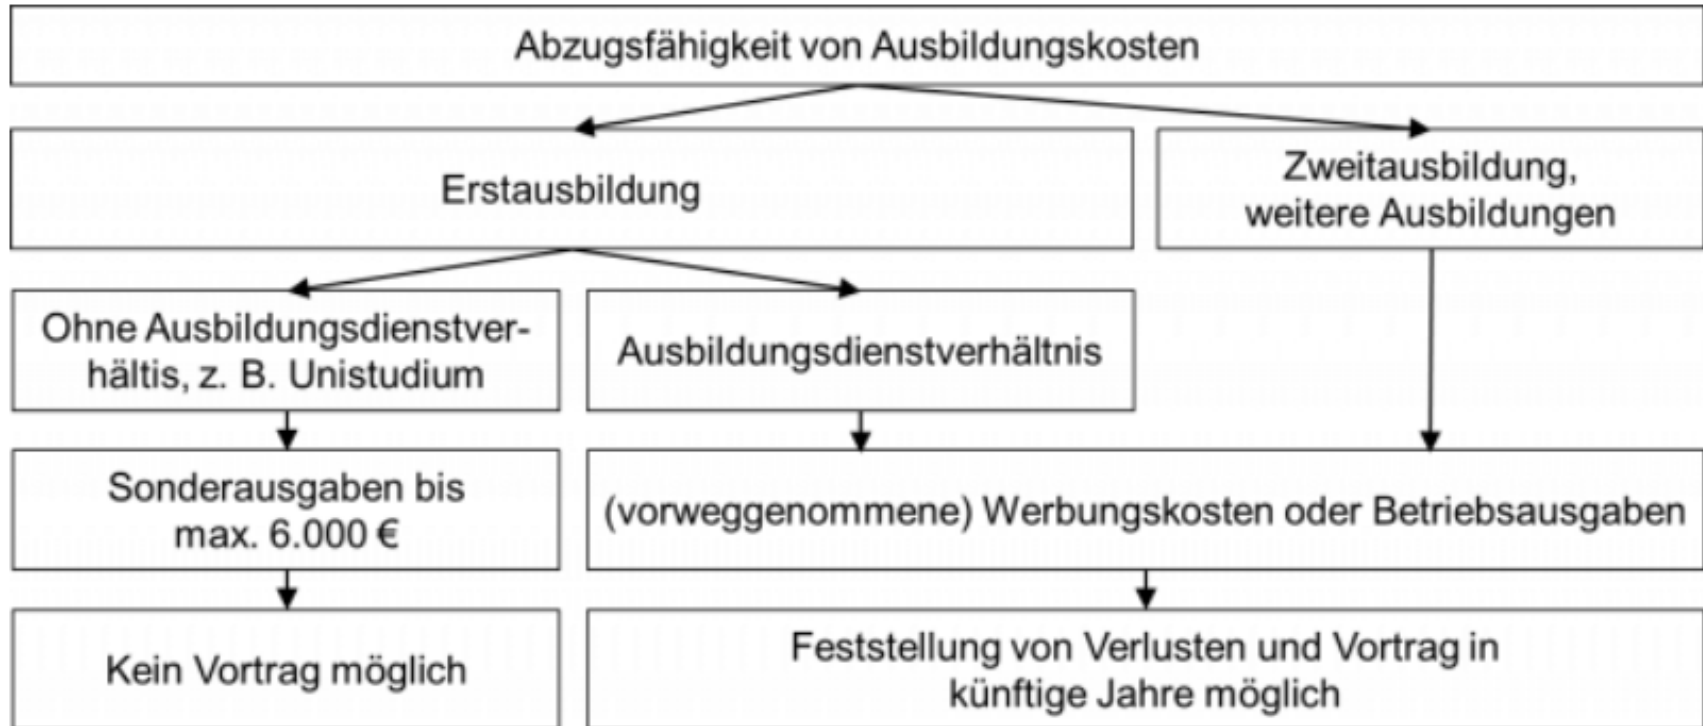 Abzugsfähigkeit von Ausbildungskosten
Erstausbildung
Zweitausbildung,
weitere Ausbildungen
Ohne Ausbildungsdienstver-
hältis, z. B. Unistudium
Ausbildungsdienstverhältnis
Sonderausgaben bis
max. 6.000 €
(vorweggenommene) Werbungskosten oder Betriebsausgaben
Kein Vortrag möglich
Feststellung von Verlusten und Vortrag in
künftige Jahre möglich